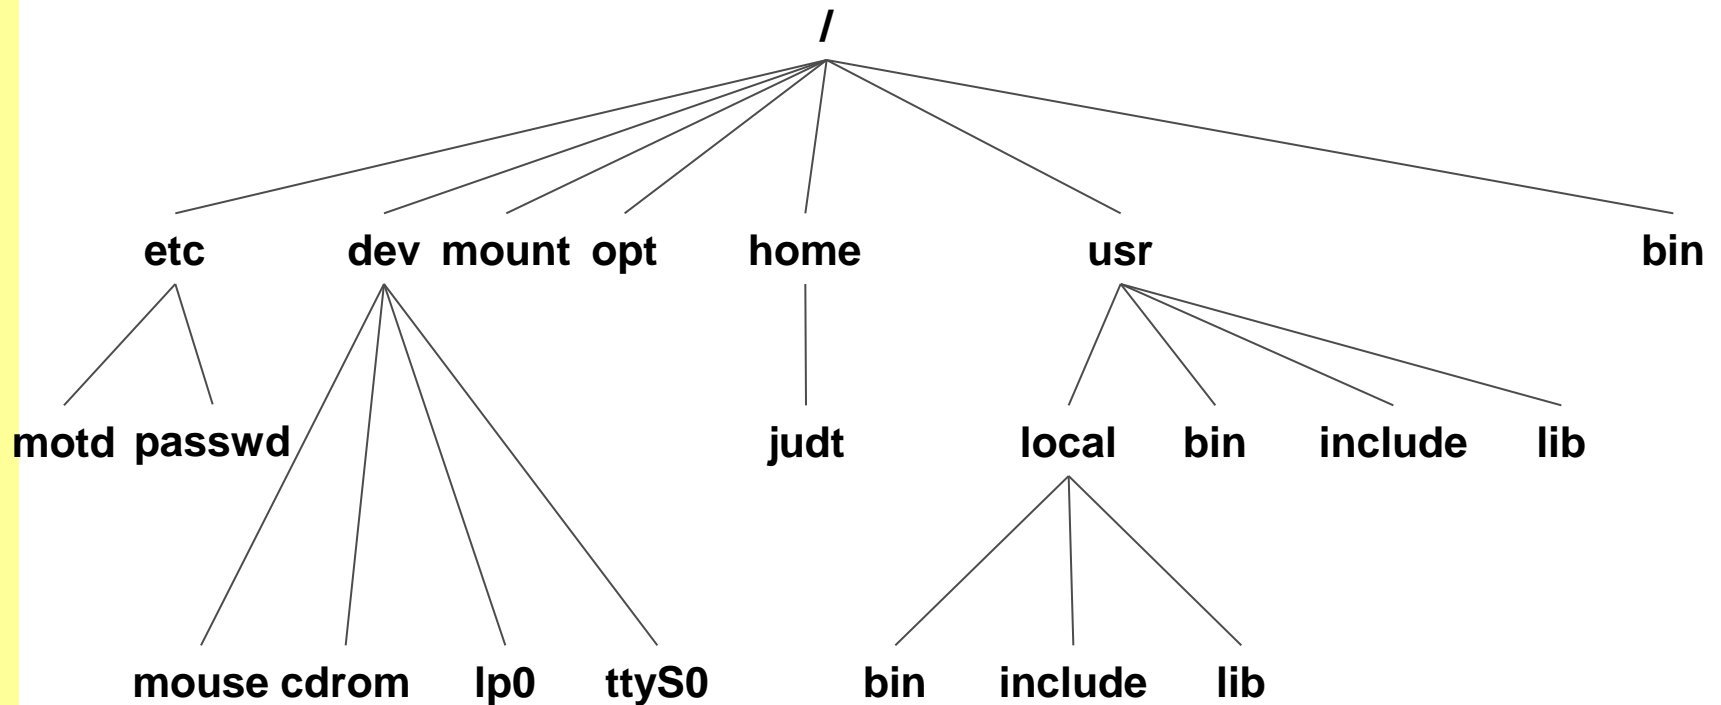 /
etc dev mount opt home usr bin
motd passwd judt local bin include lib
mouse cdrom lp0 ttyS0 bin include lib